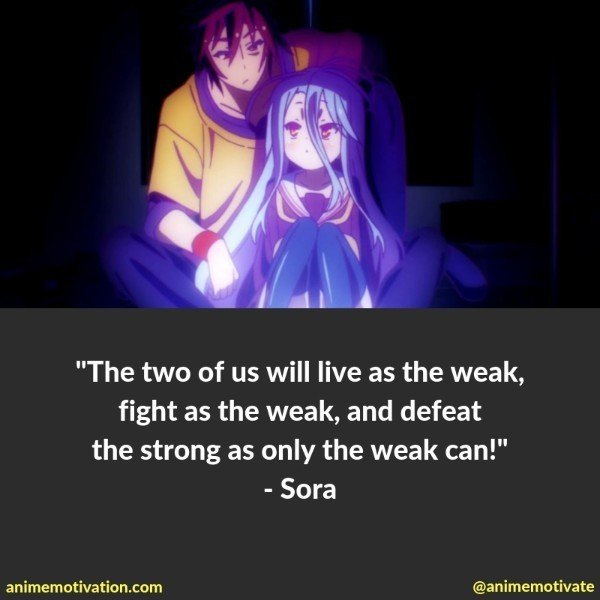 "The two of us will live as the weak,
fight as the weak, and defeat
the strong as only the weak can!"
- Sora
animemotivation.com
@animemotivate